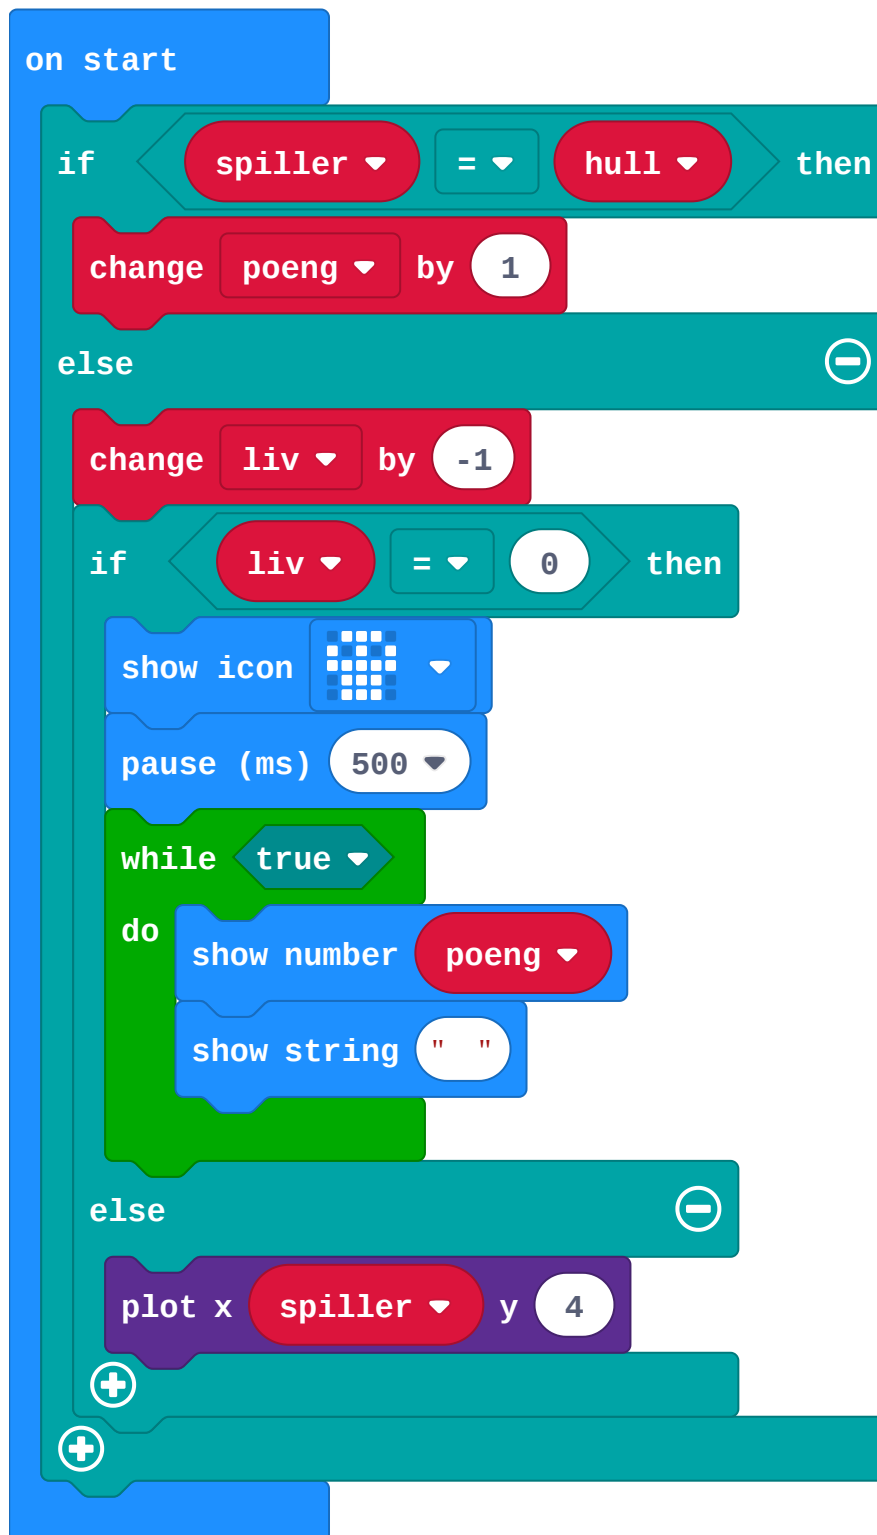 on start
if spiller = hull then
change poeng by 1
else
change liv by -1
if liv = 0 then
show icon
pause (ms) 500
while true
do
show number poeng
show string " "
else
plot x spiller y 4